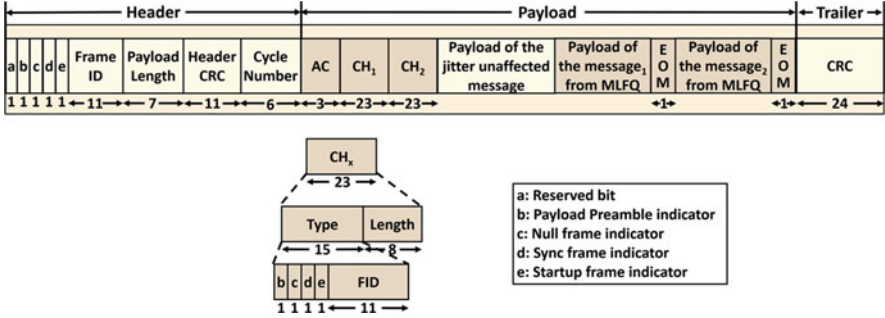 Header Payload Trailer
a b c d e Frame ID Payload Length Header CRC Cycle Number AC CH1 CH2 Payload of the jitter unaffected message Payload of the message1 from MLFQ EOM Payload of the message2 from MLFQ EOM CRC
1 1 1 1 1 11 7 11 6 3 23 23 1 1 24
CHx
23
Type Length
15 8
b c d e FID
1 1 1 1 11
a: Reserved bit
b: Payload Preamble indicator
c: Null frame indicator
d: Sync frame indicator
e: Startup frame indicator